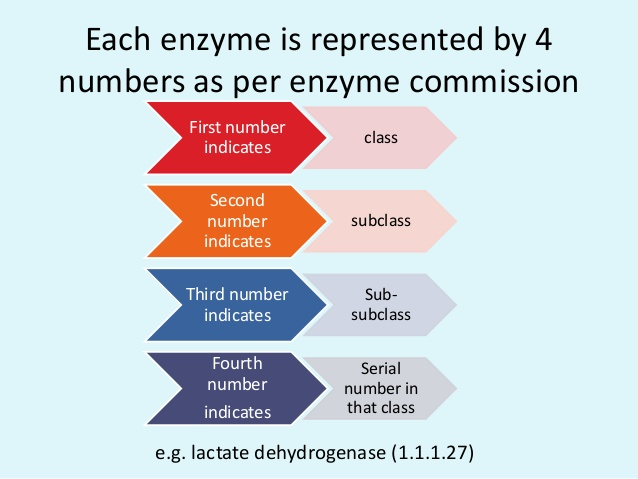 Each enzyme is represented by 4
numbers as per enzyme commission
First number
indicates
class
Second
number
indicates
subclass
Third number
indicates
Sub-
subclass
Fourth
number
indicates
Serial
number in
that class
e.g. lactate dehydrogenase (1.1.1.27)